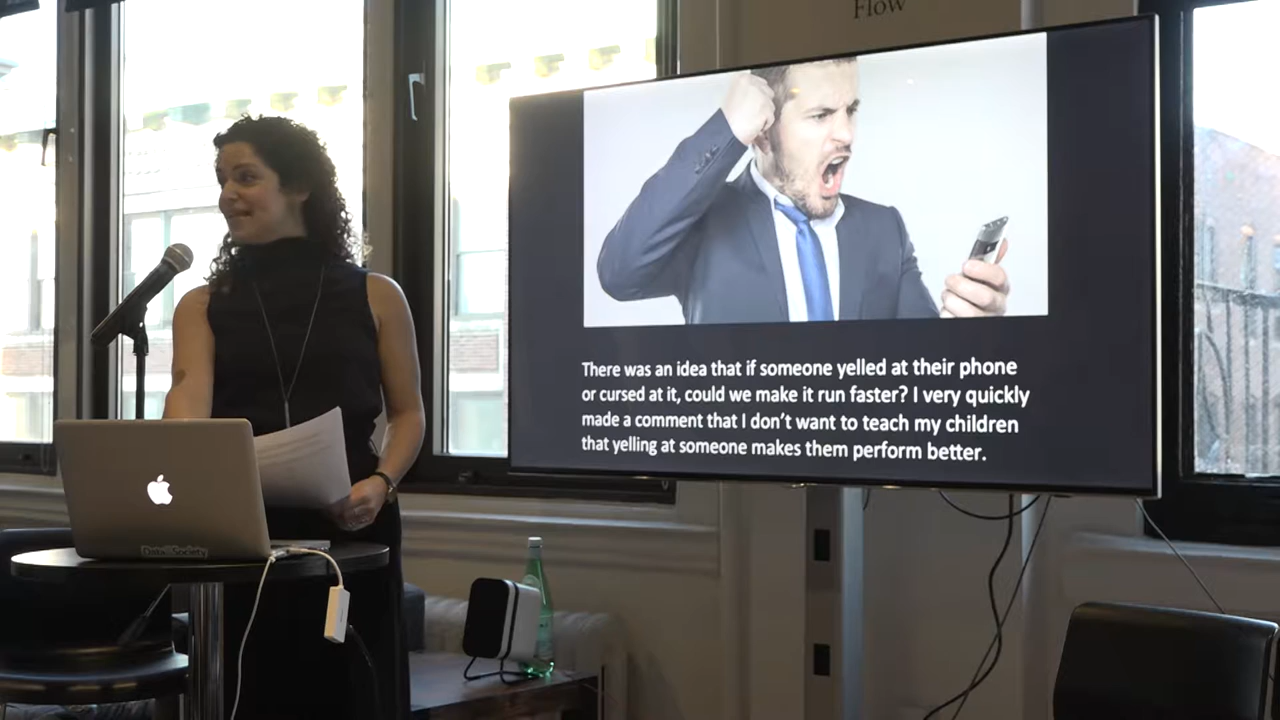 Flow
There was an idea that if someone yelled at their phone
or cursed at it, could we make it run faster? I very quickly
made a comment that I don't want to teach my children
that yelling at someone makes them perform better.
Data & Society